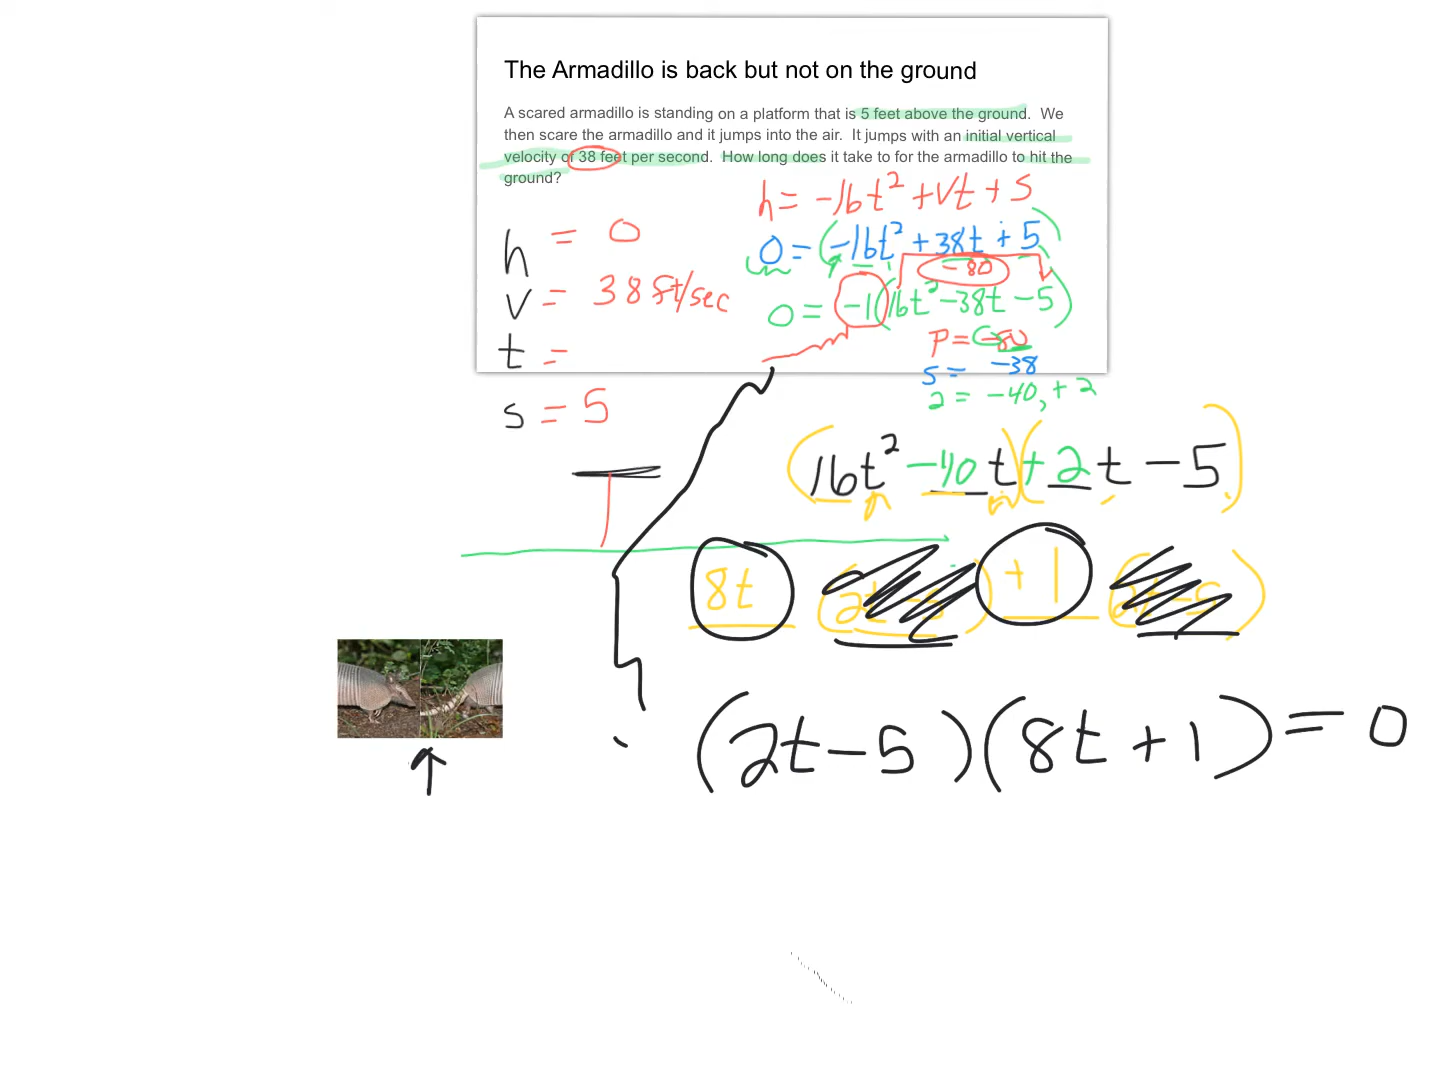 The Armadillo is back but not on the ground
A scared armadillo is standing on a platform that is 5 feet above the ground. We
then scare the armadillo and it jumps into the air. It jumps with an initial vertical
velocity of 38 feet per second. How long does it take to for the armadillo to hit the
ground?
h = -16t² + vt + s
h = 0
0 = (-16t² + 38t + 5)
-80
v = 38 ft/sec
0 = -1(16t² - 38t - 5)
P = -80
t =
s = -38
2 = -40, + 2
s = 5
(16t² - 40t)(+2t - 5)
8t (2t - 5) + 1 (2t - 5)
(2t - 5)(8t + 1) = 0